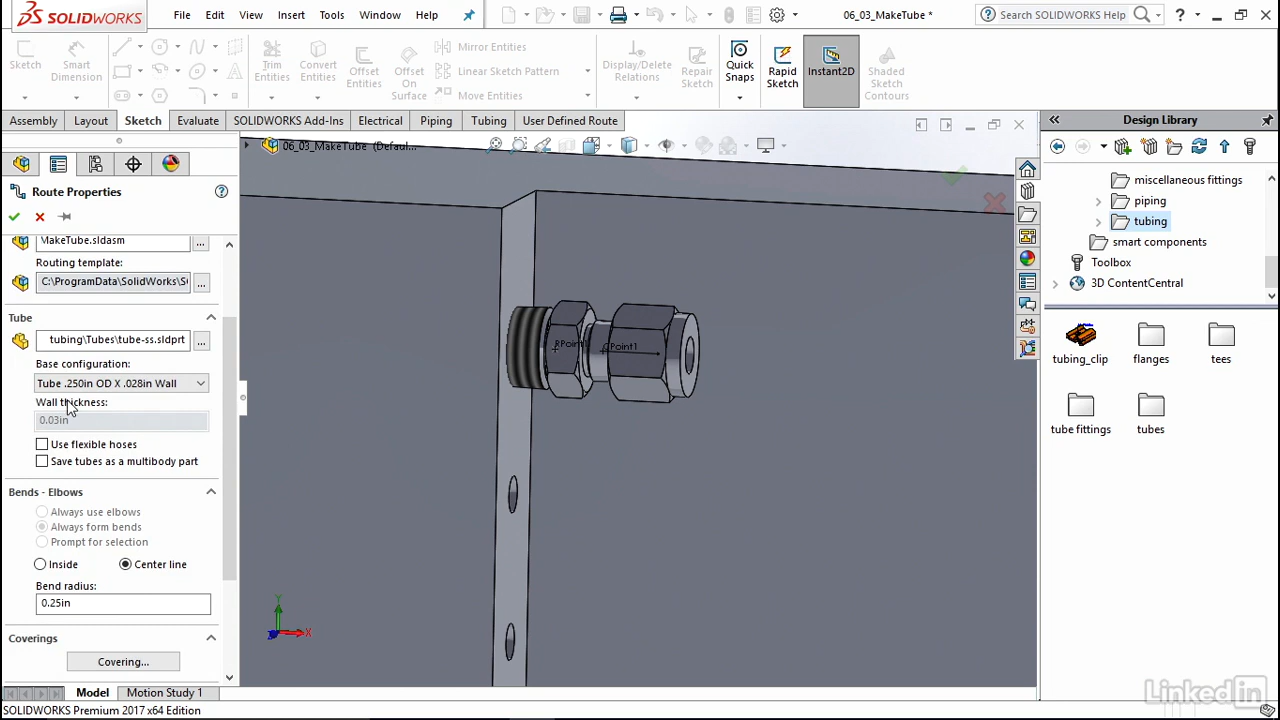 SOLIDWORKS File Edit View Insert Tools Window Help 06_03_MakeTube * Search SOLIDWORKS Help ?
Sketch Smart Dimension Trim Entities Convert Entities Offset Entities Offset On Surface Mirror Entities Linear Sketch Pattern Move Entities Display/Delete Relations Repair Sketch Quick Snaps Rapid Sketch Instant2D Shaded Sketch Contours
Assembly Layout Sketch Evaluate SOLIDWORKS Add-Ins Electrical Piping Tubing User Defined Route
06_03_MakeTube (Defaul...
Route Properties
MakeTube.sldasm ...
Routing template:
C:\ProgramData\SolidWorks\S ...
Tube
tubing\Tubes\tube-ss.sldprt ...
Base configuration:
Tube .250in OD X .028in Wall
Wall thickness:
0.03in
Use flexible hoses
Save tubes as a multibody part
Bends - Elbows
Always use elbows
Always form bends
Prompt for selection
Inside Center line
Bend radius:
0.25in
Coverings
Covering...
RPoint1 CPoint1
Y
X
Design Library
miscellaneous fittings
piping
tubing
smart components
Toolbox
3D ContentCentral
tubing_clip flanges tees
tube fittings tubes
Model Motion Study 1
SOLIDWORKS Premium 2017 x64 Edition
LinkedIn